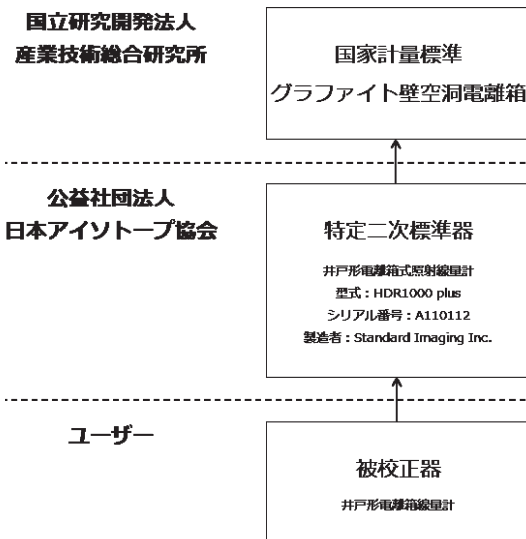 国立研究開発法人
産業技術総合研究所
国家計量標準
グラファイト壁空洞電離箱
公益社団法人
日本アイソトープ協会
特定二次標準器
井戸形電離箱式照射線量計
型式：HDR1000 plus
シリアル番号：A110112
製造者：Standard Imaging Inc.
ユーザー
被校正器
井戸形電離箱線量計